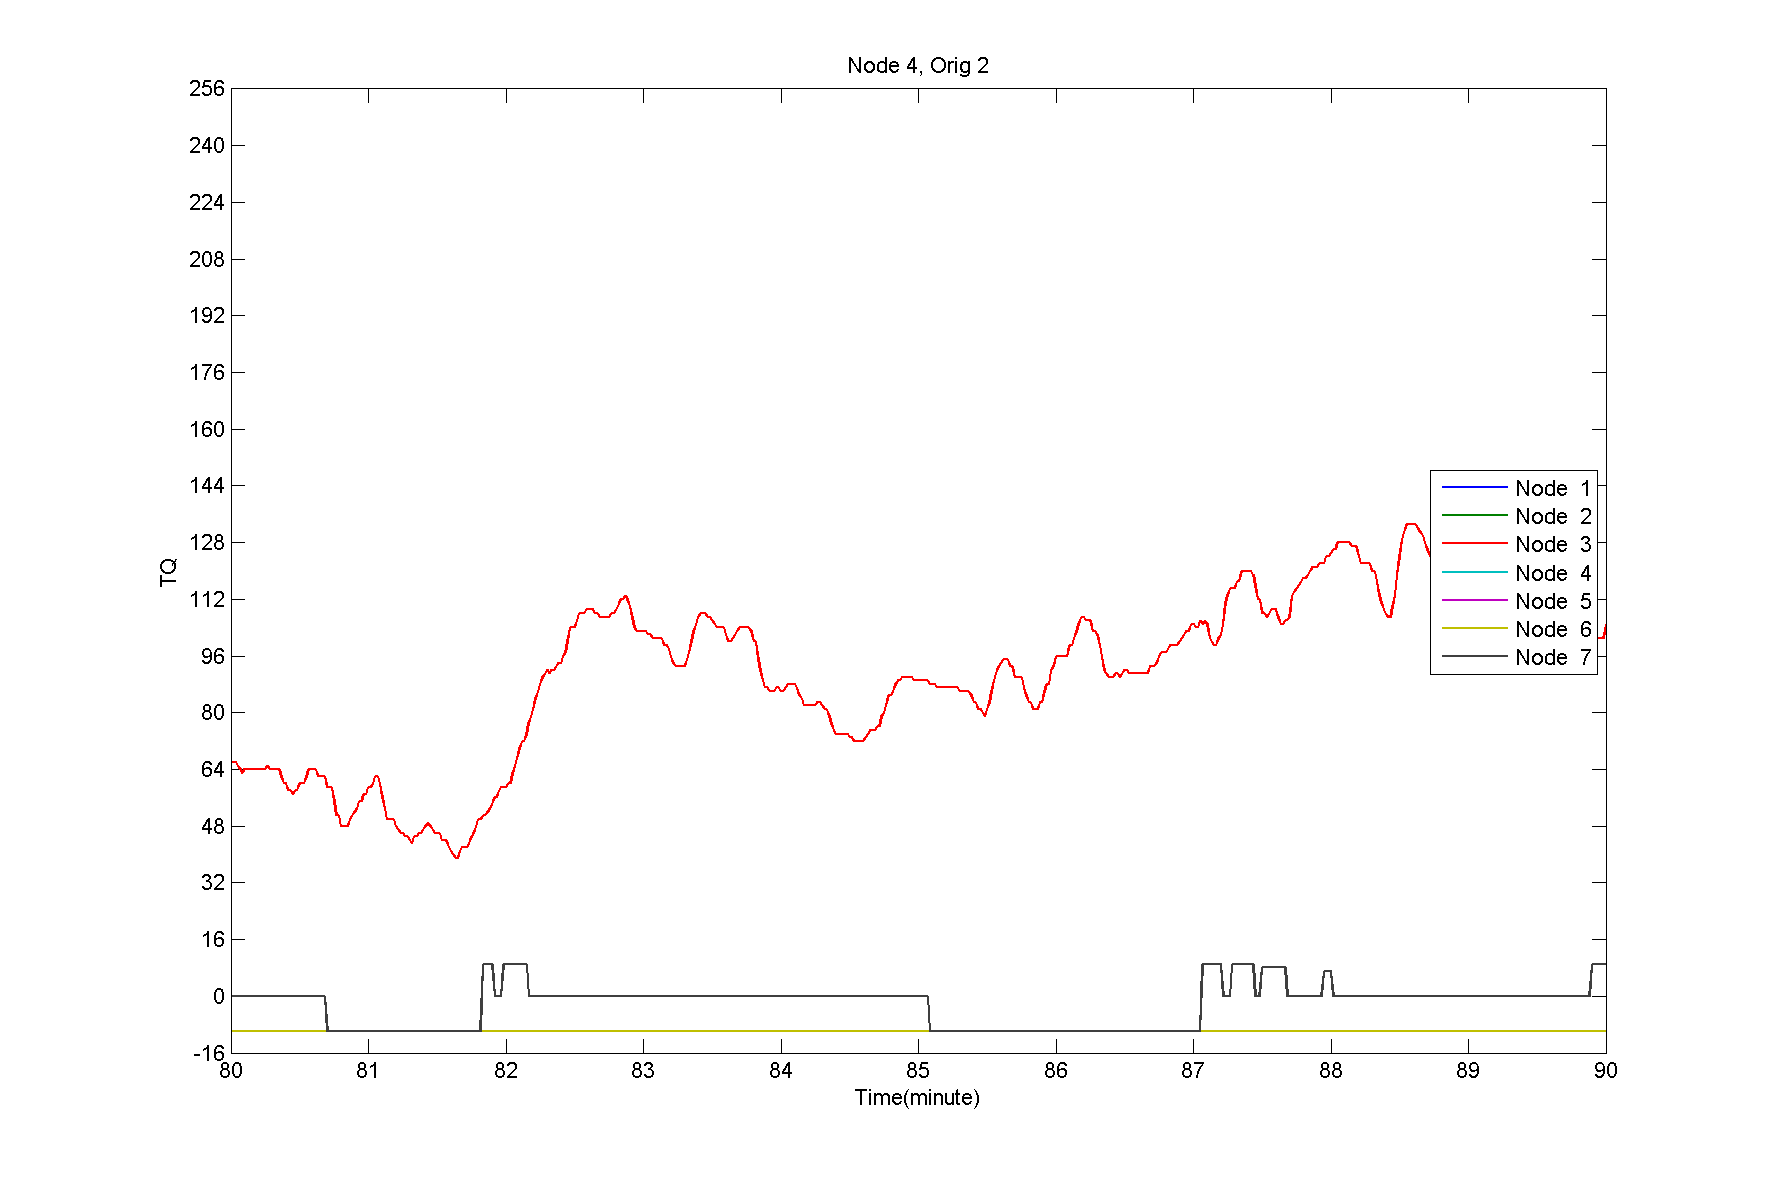 Node 4, Orig 2
256
240
224
208
192
176
160
144
128
112
96
80
64
48
32
16
0
-16
TQ
Node 1
Node 2
Node 3
Node 4
Node 5
Node 6
Node 7
80 81 82 83 84 85 86 87 88 89 90
Time(minute)